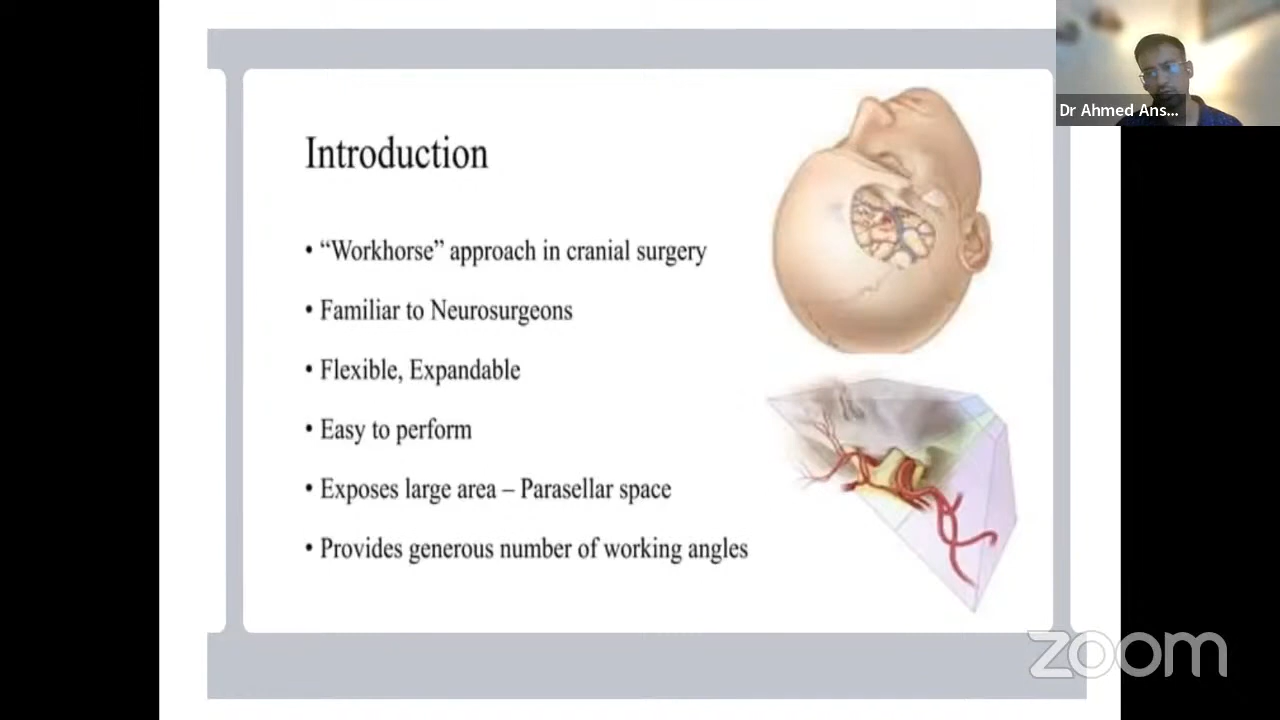 Dr Ahmed Ans...
Introduction
• “Workhorse” approach in cranial surgery
• Familiar to Neurosurgeons
• Flexible, Expandable
• Easy to perform
• Exposes large area – Parasellar space
• Provides generous number of working angles
zoom